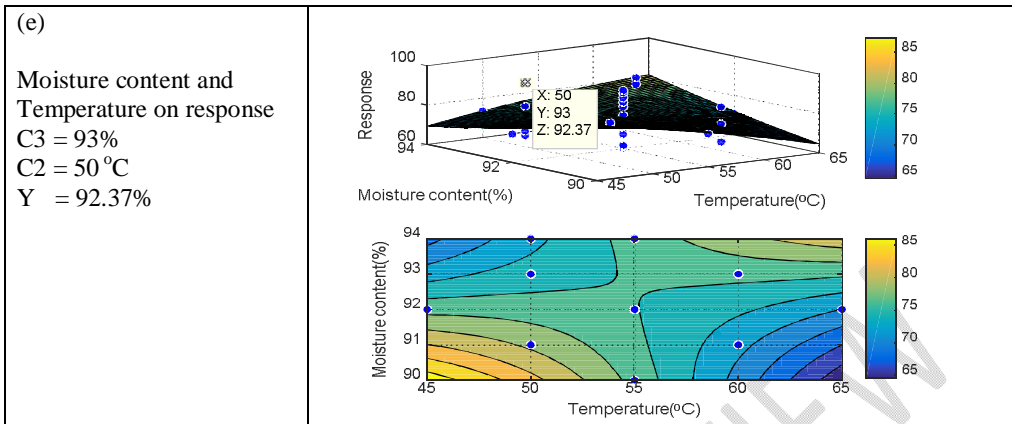 (e)
Moisture content and
Temperature on response
C3 = 93%
C2 = 50 °C
Y = 92.37%
100
80
60
Response
94
92
90
Moisture content(%)
45
50
55
60
65
Temperature(ºC)
X: 50
Y: 93
Z: 92.37
85
80
75
70
65
94
93
92
91
90
Moisture content(%)
45
50
55
60
65
Temperature(ºC)
85
80
75
70
65